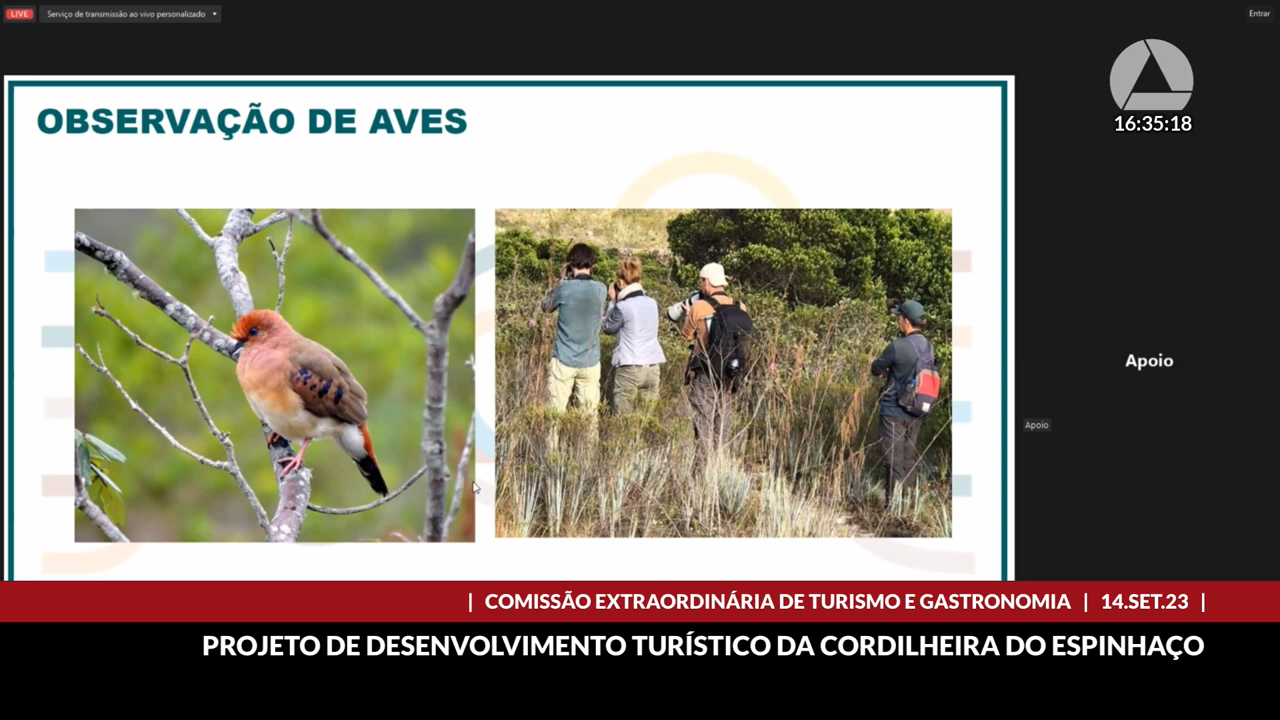 LIVE
Serviço de transmissão ao vivo personalizado
Entrar
16:35:18
OBSERVAÇÃO DE AVES
Apoio
Apoio
| COMISSÃO EXTRAORDINÁRIA DE TURISMO E GASTRONOMIA | 14.SET.23 |
PROJETO DE DESENVOLVIMENTO TURÍSTICO DA CORDILHEIRA DO ESPINHAÇO